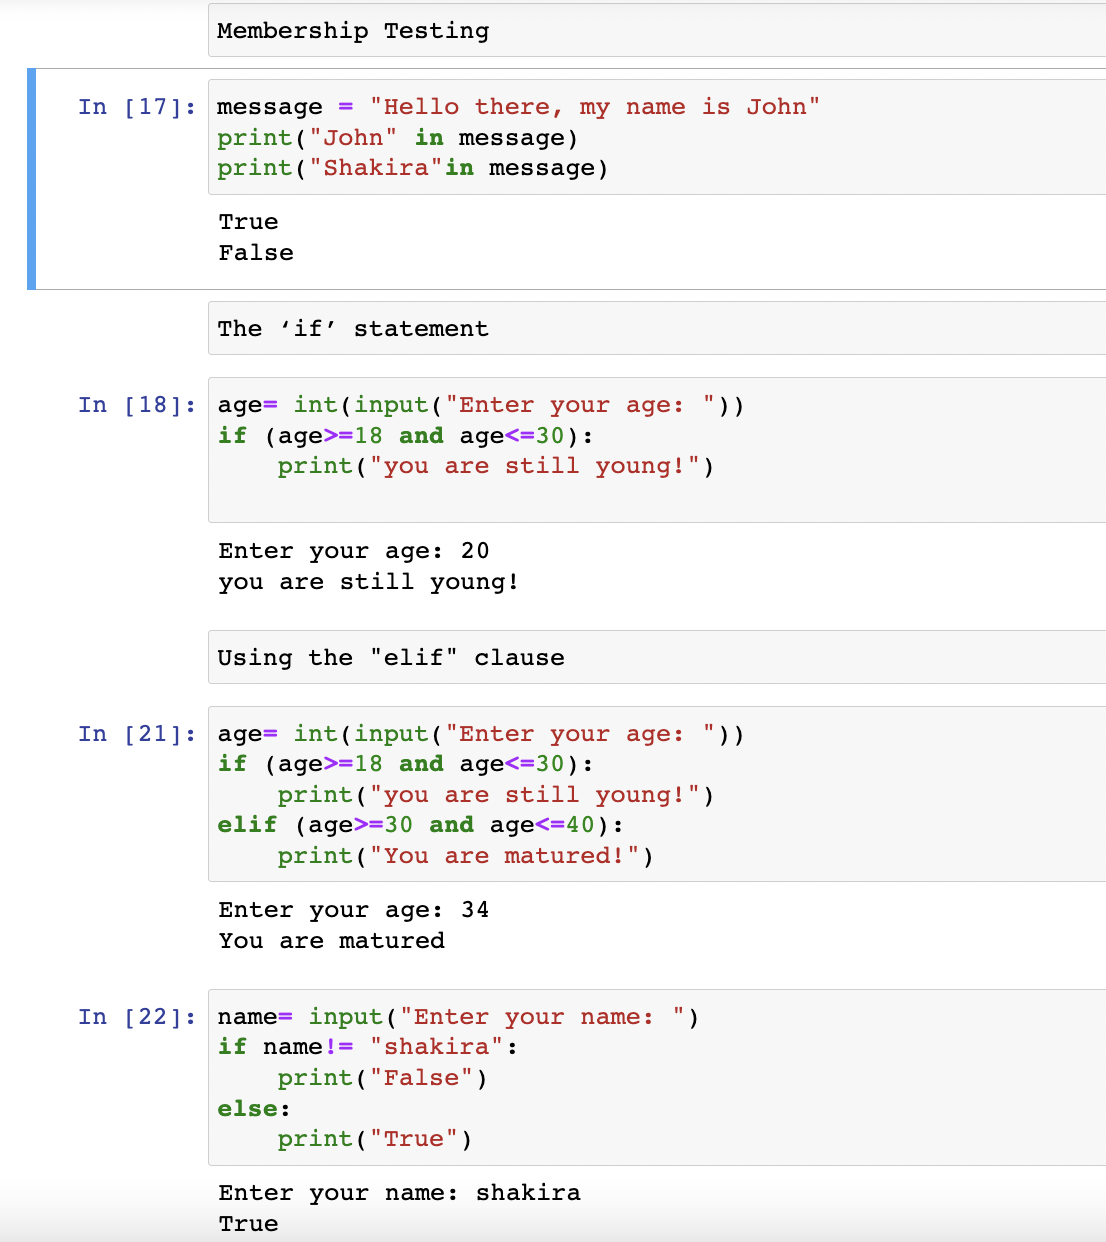 Membership Testing
In [17]: message = "Hello there, my name is John"
print("John" in message)
print("Shakira"in message)
True
False
The ‘if’ statement
In [18]: age= int(input("Enter your age: "))
if (age>=18 and age<=30):
    print("you are still young!")
Enter your age: 20
you are still young!
Using the "elif" clause
In [21]: age= int(input("Enter your age: "))
if (age>=18 and age<=30):
    print("you are still young!")
elif (age>=30 and age<=40):
    print("You are matured!")
Enter your age: 34
You are matured
In [22]: name= input("Enter your name: ")
if name!= "shakira":
    print("False")
else:
    print("True")
Enter your name: shakira
True